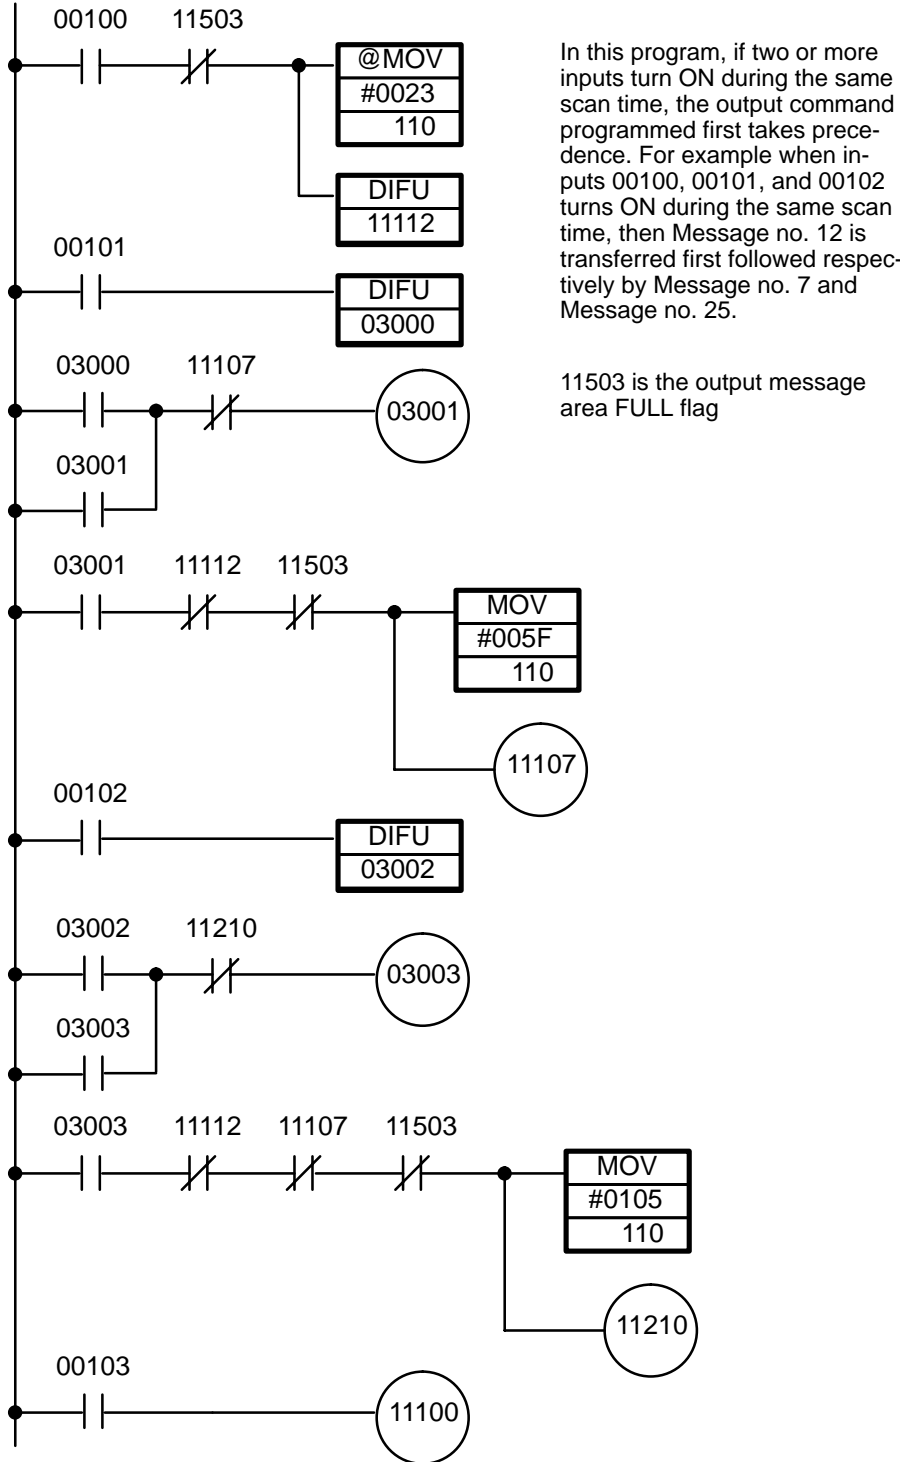 00100 11503
@MOV
#0023
110
DIFU
11112
In this program, if two or more
inputs turn ON during the same
scan time, the output command
programmed first takes prece-
dence. For example when in-
puts 00100, 00101, and 00102
turns ON during the same scan
time, then Message no. 12 is
transferred first followed respec-
tively by Message no. 7 and
Message no. 25.
11503 is the output message
area FULL flag
00101
DIFU
03000
03000 11107
03001
03001
03001 11112 11503
MOV
#005F
110
11107
00102
DIFU
03002
03002 11210
03003
03003
03003 11112 11107 11503
MOV
#0105
110
11210
00103
11100